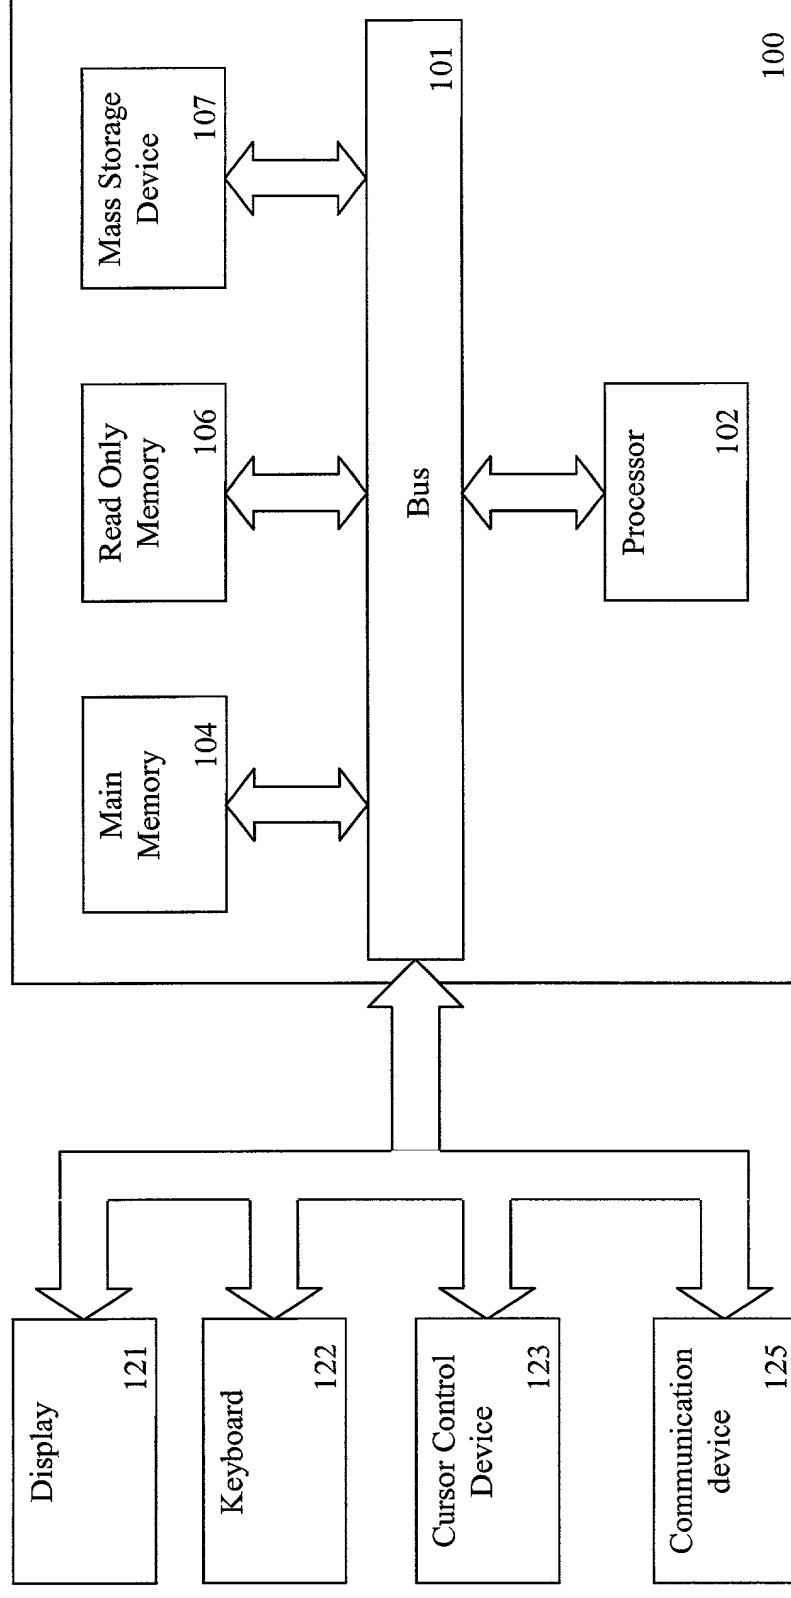 Display
121
Keyboard
122
Cursor Control
Device
123
Communication
device
125
Main
Memory
104
Read Only
Memory
106
Mass Storage
Device
107
Bus
101
Processor
102
100